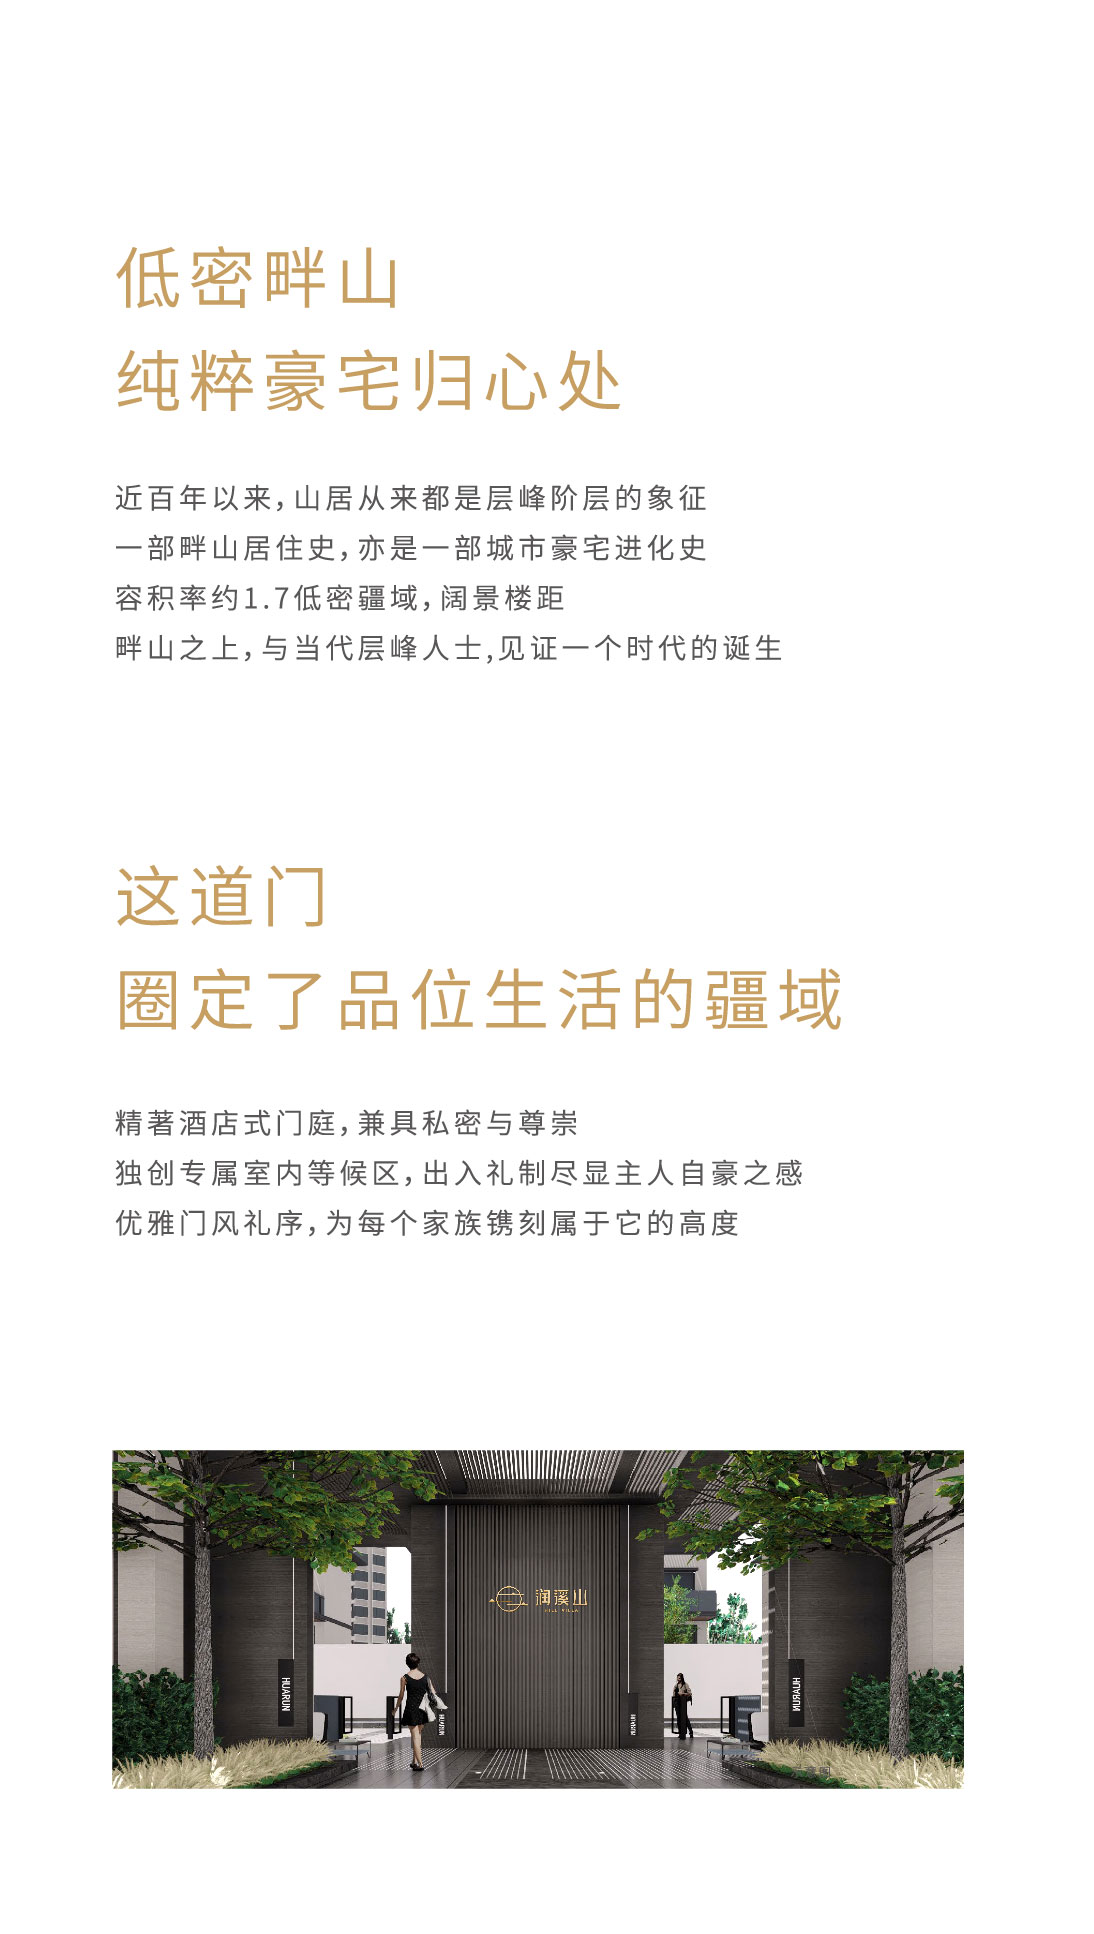 低密畔山
纯粹豪宅归心处
近百年以来，山居从来都是层峰阶层的象征
一部畔山居住史，亦是一部城市豪宅进化史
容积率约1.7低密疆域，阔景楼距
畔山之上，与当代层峰人士,见证一个时代的诞生
这道门
圈定了品位生活的疆域
精著酒店式门庭，兼具私密与尊崇
独创专属室内等候区，出入礼制尽显主人自豪之感
优雅门风礼序，为每个家族镌刻属于它的高度
润溪山
HILL VILLA
HUARUN
HUARUN
HUARUN
HUARUN